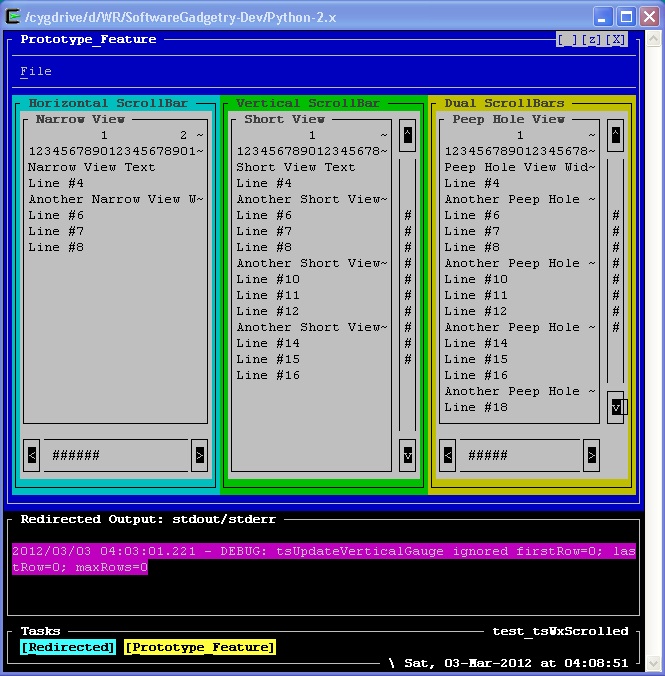 /cygdrive/d/WR/SoftwareGadgetry-Dev/Python-2.x
Prototype_Feature [_][z][X]
File
Horizontal ScrollBar
Narrow View
1 2 ~
123456789012345678901~
Narrow View Text
Line #4
Another Narrow View W~
Line #6
Line #7
Line #8
< ###### >
Vertical ScrollBar
Short View
1 ~
123456789012345678~
Short View Text
Line #4
Another Short View~
Line #6
Line #7
Line #8
Another Short View~
Line #10
Line #11
Line #12
Another Short View~
Line #14
Line #15
Line #16
^
#
#
#
#
#
#
#
#
#
#
v
Dual ScrollBars
Peep Hole View
1 ~
123456789012345678~
Peep Hole View Wid~
Line #4
Another Peep Hole ~
Line #6
Line #7
Line #8
Another Peep Hole ~
Line #10
Line #11
Line #12
Another Peep Hole ~
Line #14
Line #15
Line #16
Another Peep Hole ~
Line #18
^
#
#
#
#
#
#
#
#
v
< ##### >
Redirected Output: stdout/stderr
2012/03/03 04:03:01.221 - DEBUG: tsUpdateVerticalGauge ignored firstRow=0; las
tRow=0; maxRows=0
Tasks test_tsWxScrolled
[Redirected] [Prototype_Feature]
\ Sat, 03-Mar-2012 at 04:08:51